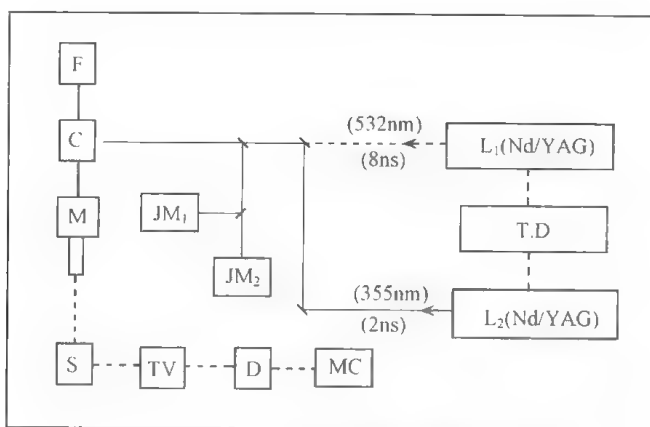 F
(532nm)
C
(8ns)
L₁(Nd/YAG)
M
JM₁
T.D
JM₂
(355nm)
(2ns)
L₂(Nd/YAG)
S
TV
D
MC